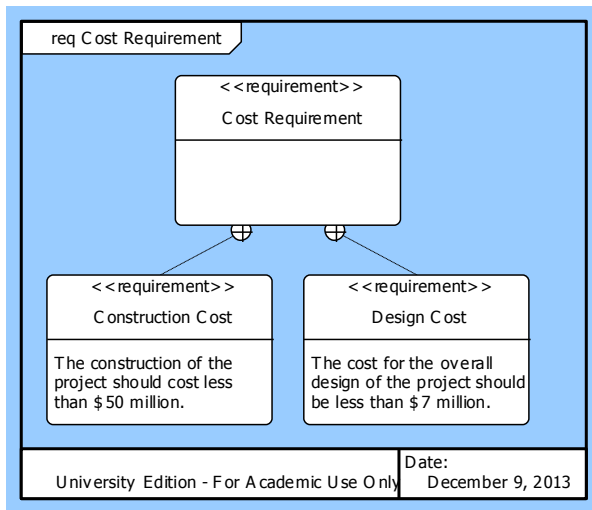 req Cost Requirement
<<requirement>>
Cost Requirement
<<requirement>>
Construction Cost
The construction of the
project should cost less
than $50 million.
<<requirement>>
Design Cost
The cost for the overall
design of the project should
be less than $7 million.
University Edition - For Academic Use Only
Date:
December 9, 2013